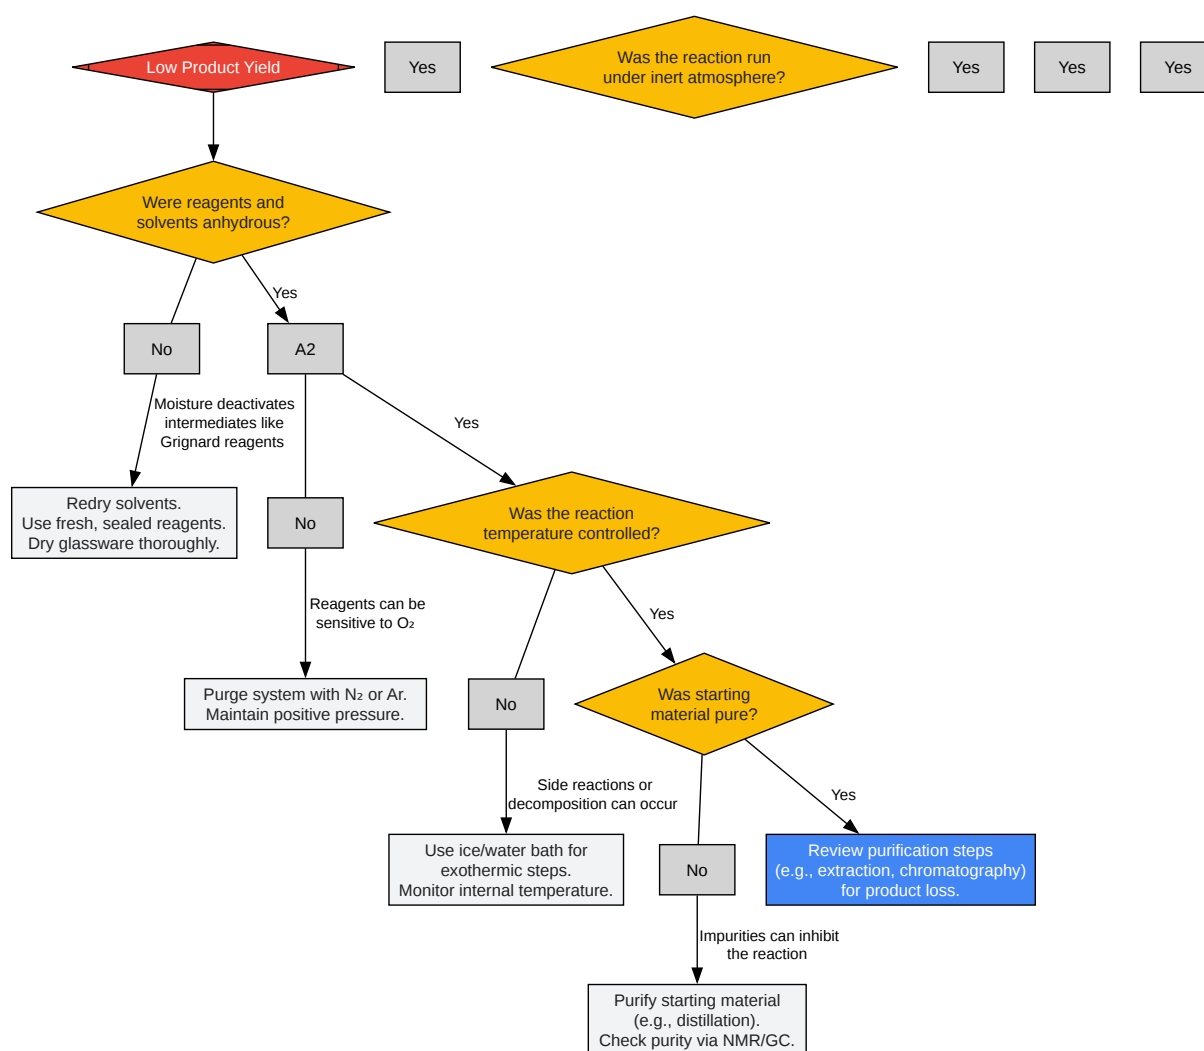 Low Product Yield
Yes
Was the reaction run
under inert atmosphere?
Yes
Yes
Yes
Were reagents and
solvents anhydrous?
Yes
No
A2
Moisture deactivates
intermediates like
Grignard reagents
Yes
Redry solvents.
Use fresh, sealed reagents.
Dry glassware thoroughly.
No
Was the reaction
temperature controlled?
Reagents can be
sensitive to O₂
Yes
Purge system with N₂ or Ar.
Maintain positive pressure.
No
Was starting
material pure?
Side reactions or
decomposition can occur
Yes
Use ice/water bath for
exothermic steps.
Monitor internal temperature.
No
Review purification steps
(e.g., extraction, chromatography)
for product loss.
Impurities can inhibit
the reaction
Purify starting material
(e.g., distillation).
Check purity via NMR/GC.